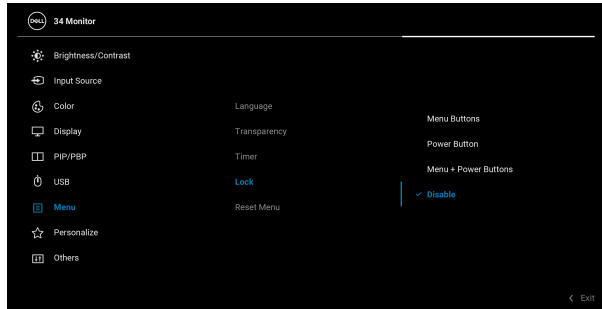 DELL
34 Monitor
Brightness/Contrast
Input Source
Color
Display
PIP/PBP
USB
Menu
Personalize
Others
Language
Transparency
Timer
Lock
Reset Menu
Menu Buttons
Power Button
Menu + Power Buttons
Disable
Exit